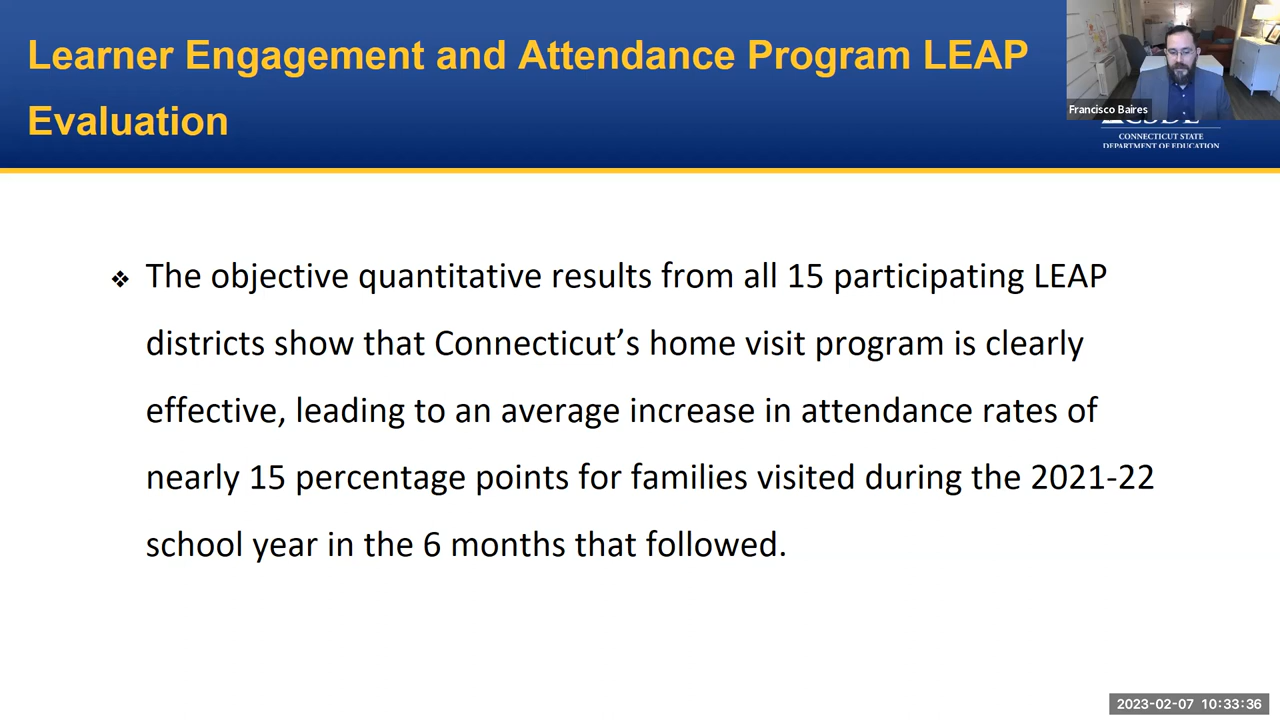 Learner Engagement and Attendance Program LEAP
Evaluation
Francisco Baires
CONNECTICUT STATE
DEPARTMENT OF EDUCATION
❖ The objective quantitative results from all 15 participating LEAP
districts show that Connecticut’s home visit program is clearly
effective, leading to an average increase in attendance rates of
nearly 15 percentage points for families visited during the 2021-22
school year in the 6 months that followed.
2023-02-07 10:33:36